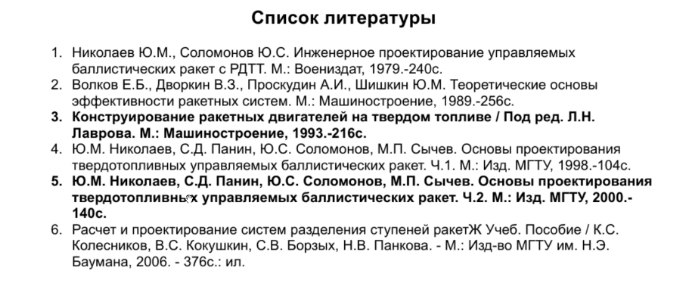 Список литературы
1. Николаев Ю.М., Соломонов Ю.С. Инженерное проектирование управляемых
баллистических ракет с РДТТ. М.: Воениздат, 1979.-240с.
2. Волков Е.Б., Дворкин В.З., Проскудин А.И., Шишкин Ю.М. Теоретические основы
эффективности ракетных систем. М.: Машиностроение, 1989.-256с.
3. Конструирование ракетных двигателей на твердом топливе / Под ред. Л.Н.
Лаврова. М.: Машиностроение, 1993.-216с.
4. Ю.М. Николаев, С.Д. Панин, Ю.С. Соломонов, М.П. Сычев. Основы проектирования
твердотопливных управляемых баллистических ракет. Ч.1. М.: Изд. МГТУ, 1998.-104с.
5. Ю.М. Николаев, С.Д. Панин, Ю.С. Соломонов, М.П. Сычев. Основы проектирования
твердотопливных управляемых баллистических ракет. Ч.2. М.: Изд. МГТУ, 2000.-
140с.
6. Расчет и проектирование систем разделения ступеней ракетЖ Учеб. Пособие / К.С.
Колесников, В.С. Кокушкин, С.В. Борзых, Н.В. Панкова. - М.: Изд-во МГТУ им. Н.Э.
Баумана, 2006. - 376с.: ил.